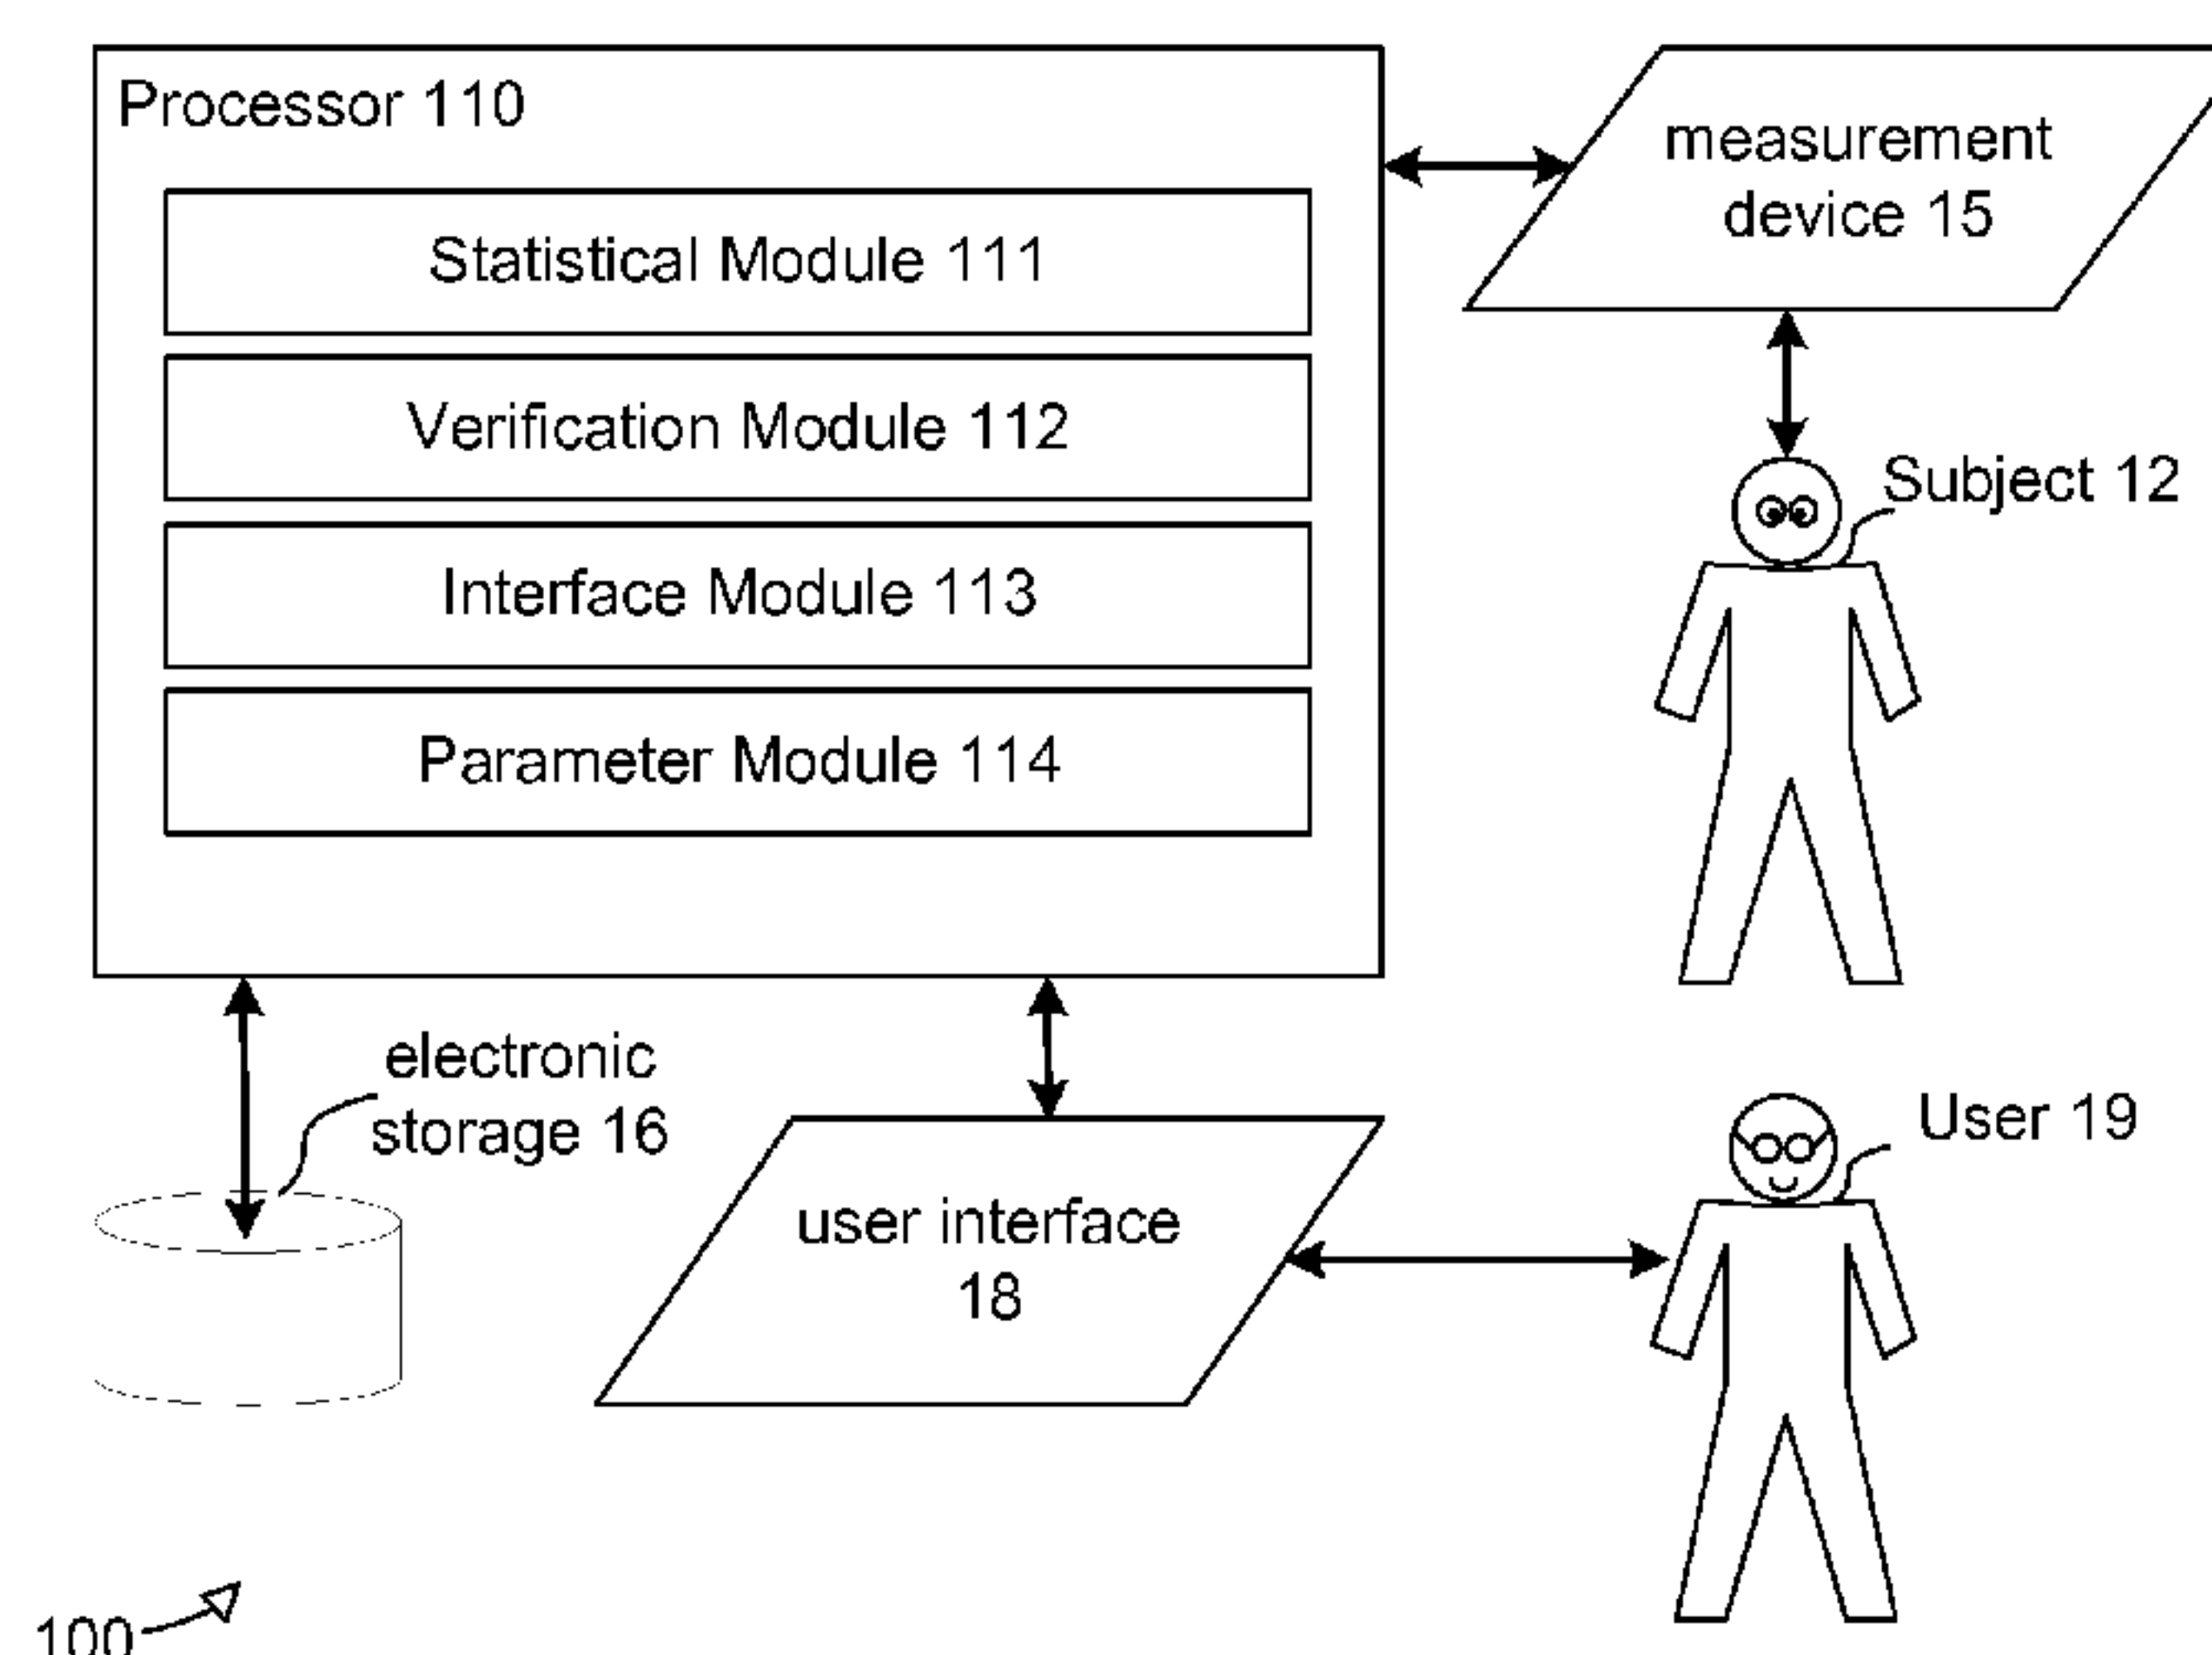 Processor 110
Statistical Module 111
Verification Module 112
Interface Module 113
Parameter Module 114
measurement
device 15
Subject 12
electronic
storage 16
user interface
18
User 19
100